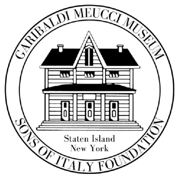 GARIBALDI MEUCCI MUSEUM
Staten Island
New York
SONS OF ITALY FOUNDATION